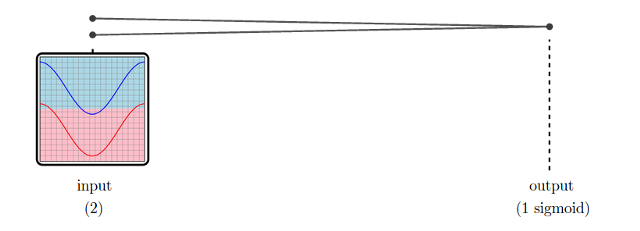 input
(2)
output
(1 sigmoid)